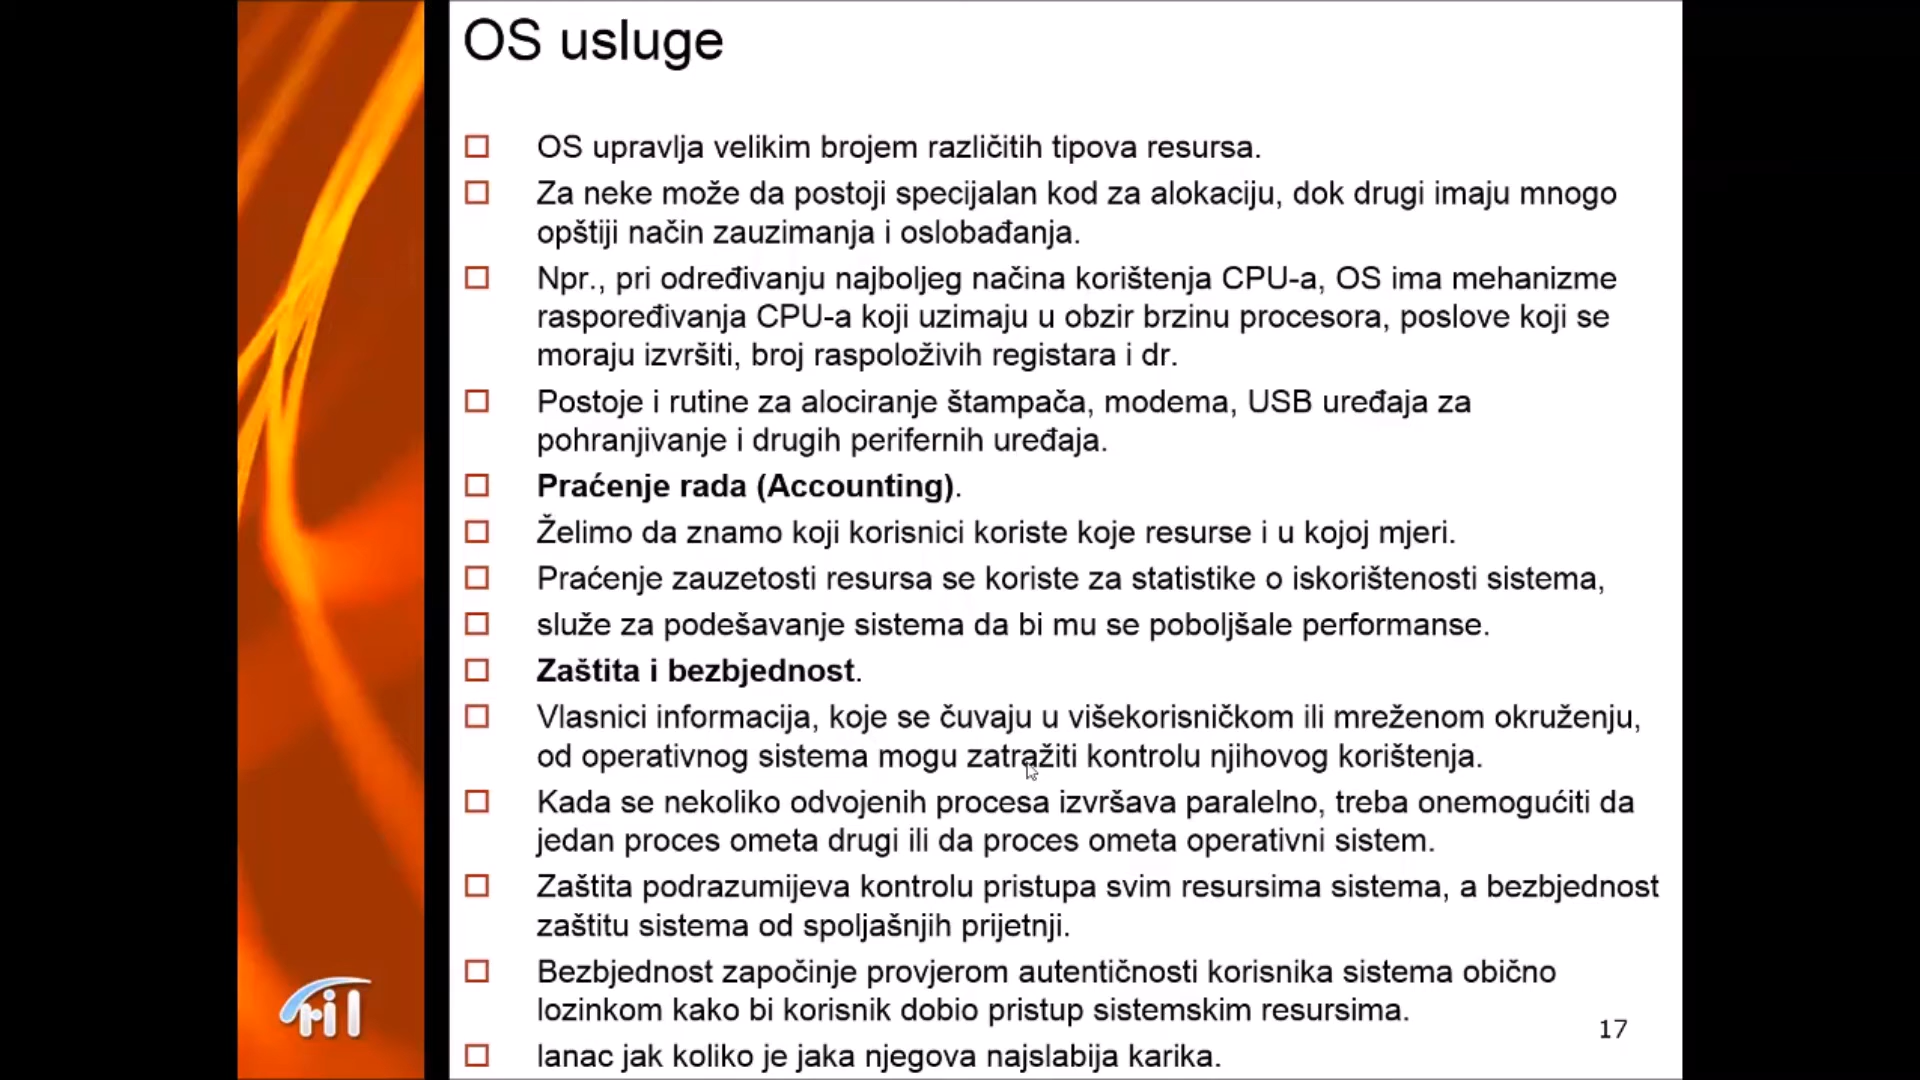 OS usluge
OS upravlja velikim brojem različitih tipova resursa.
Za neke može da postoji specijalan kod za alokaciju, dok drugi imaju mnogo
opštiji način zauzimanja i oslobađanja.
Npr., pri određivanju najboljeg načina korištenja CPU-a, OS ima mehanizme
raspoređivanja CPU-a koji uzimaju u obzir brzinu procesora, poslove koji se
moraju izvršiti, broj raspoloživih registara i dr.
Postoje i rutine za alociranje štampača, modema, USB uređaja za
pohranjivanje i drugih perifernih uređaja.
Praćenje rada (Accounting).
Želimo da znamo koji korisnici koriste koje resurse i u kojoj mjeri.
Praćenje zauzetosti resursa se koriste za statistike o iskorištenosti sistema,
služe za podešavanje sistema da bi mu se poboljšale performanse.
Zaštita i bezbjednost.
Vlasnici informacija, koje se čuvaju u višekorisničkom ili mreženom okruženju,
od operativnog sistema mogu zatražiti kontrolu njihovog korištenja.
Kada se nekoliko odvojenih procesa izvršava paralelno, treba onemogućiti da
jedan proces ometa drugi ili da proces ometa operativni sistem.
Zaštita podrazumijeva kontrolu pristupa svim resursima sistema, a bezbjednost
zaštitu sistema od spoljašnjih prijetnji.
Bezbjednost započinje provjerom autentičnosti korisnika sistema obično
lozinkom kako bi korisnik dobio pristup sistemskim resursima.
lanac jak koliko je jaka njegova najslabija karika.
17